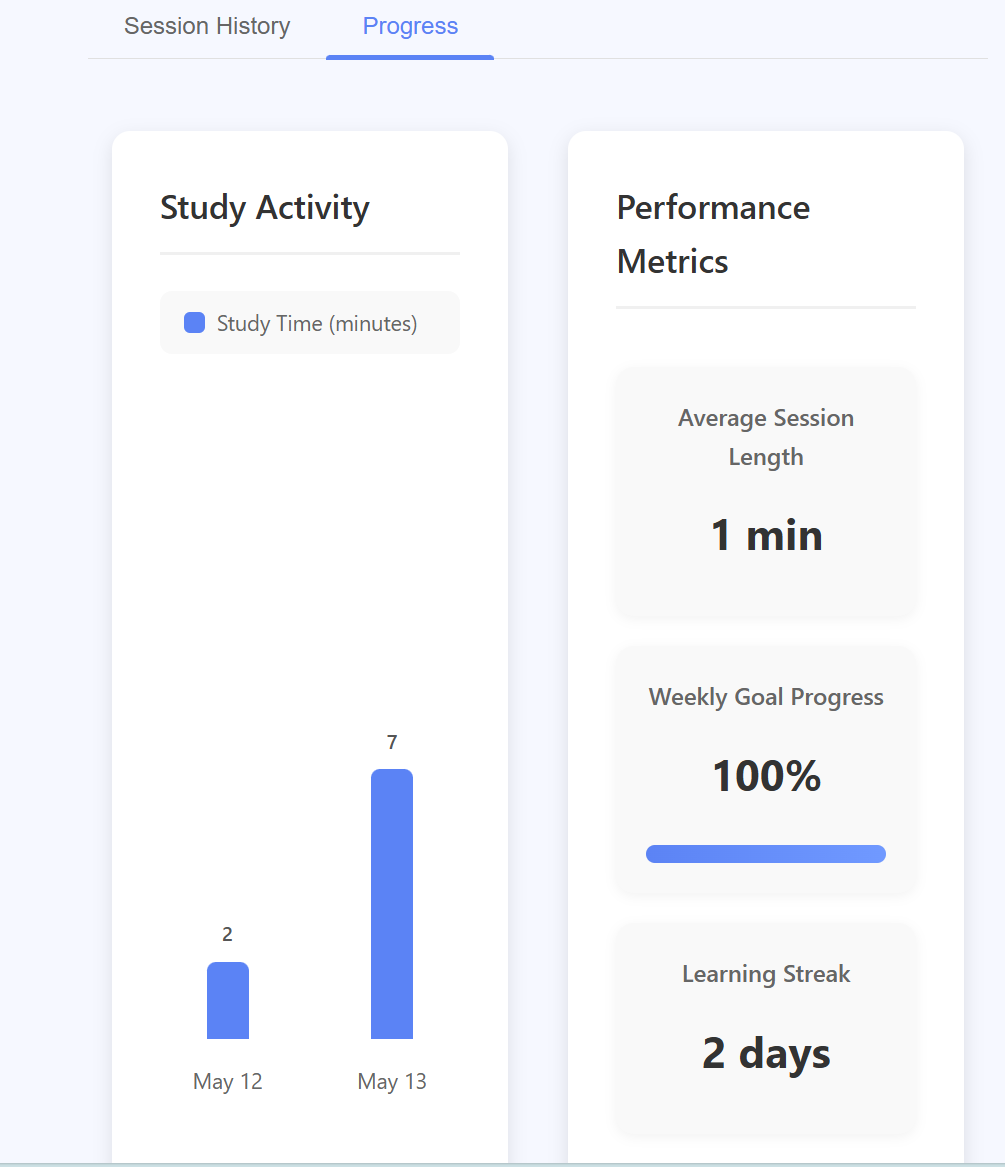 Session History
Progress
Study Activity
Study Time (minutes)
7
2
May 12
May 13
Performance
Metrics
Average Session
Length
1 min
Weekly Goal Progress
100%
Learning Streak
2 days